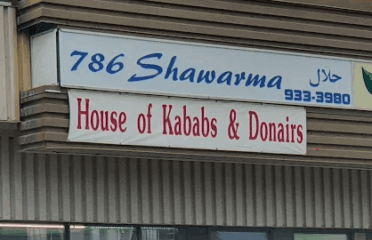 786 Shawarma حلال
933-3980
House of Kababs & Donairs